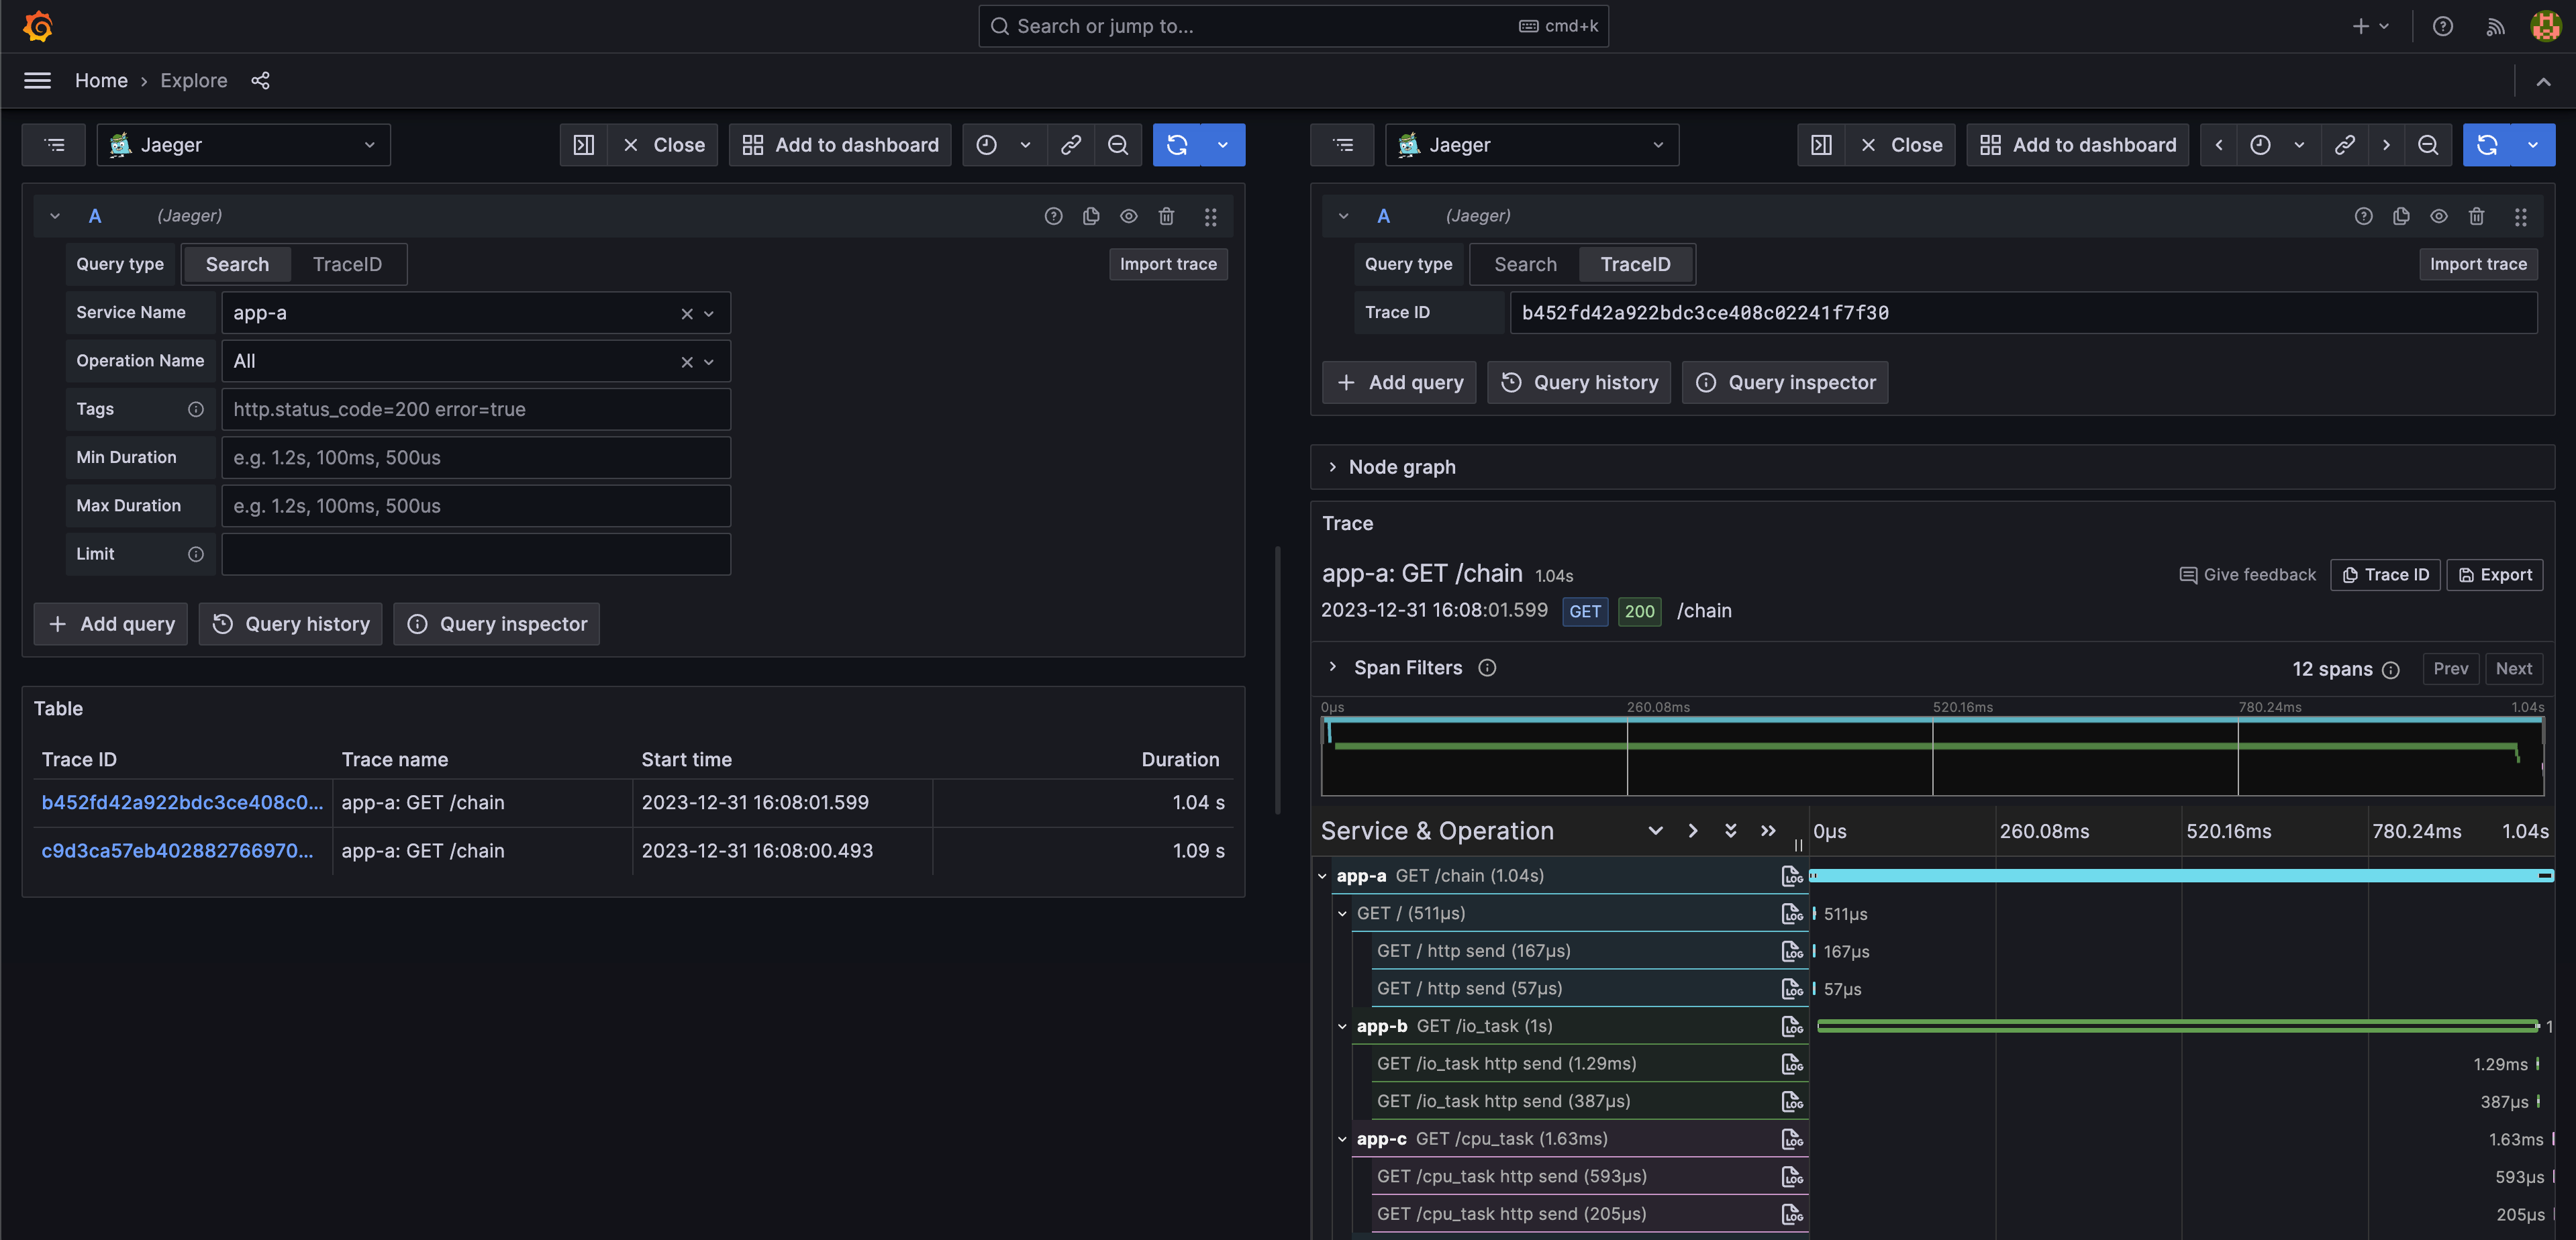 Search or jump to... cmd+k
Home › Explore
Jaeger Close Add to dashboard
A (Jaeger)
Query type Search TraceID Import trace
Service Name app-a
Operation Name All
Tags http.status_code=200 error=true
Min Duration e.g. 1.2s, 100ms, 500us
Max Duration e.g. 1.2s, 100ms, 500us
Limit
+ Add query Query history Query inspector
Table
Trace ID Trace name Start time Duration
b452fd42a922bdc3ce408c0... app-a: GET /chain 2023-12-31 16:08:01.599 1.04 s
c9d3ca57eb402882766970... app-a: GET /chain 2023-12-31 16:08:00.493 1.09 s
Jaeger Close Add to dashboard
A (Jaeger)
Query type Search TraceID Import trace
Trace ID b452fd42a922bdc3ce408c02241f7f30
+ Add query Query history Query inspector
Node graph
Trace
app-a: GET /chain 1.04s Give feedback Trace ID Export
2023-12-31 16:08:01.599 GET 200 /chain
Span Filters 12 spans Prev Next
0μs 260.08ms 520.16ms 780.24ms 1.04s
Service & Operation 0μs 260.08ms 520.16ms 780.24ms 1.04s
app-a GET /chain (1.04s) LOG
GET / (511μs) LOG 511μs
GET / http send (167μs) LOG 167μs
GET / http send (57μs) LOG 57μs
app-b GET /io_task (1s) LOG 1
GET /io_task http send (1.29ms) LOG 1.29ms
GET /io_task http send (387μs) LOG 387μs
app-c GET /cpu_task (1.63ms) LOG 1.63ms
GET /cpu_task http send (593μs) LOG 593μs
GET /cpu_task http send (205μs) LOG 205μs